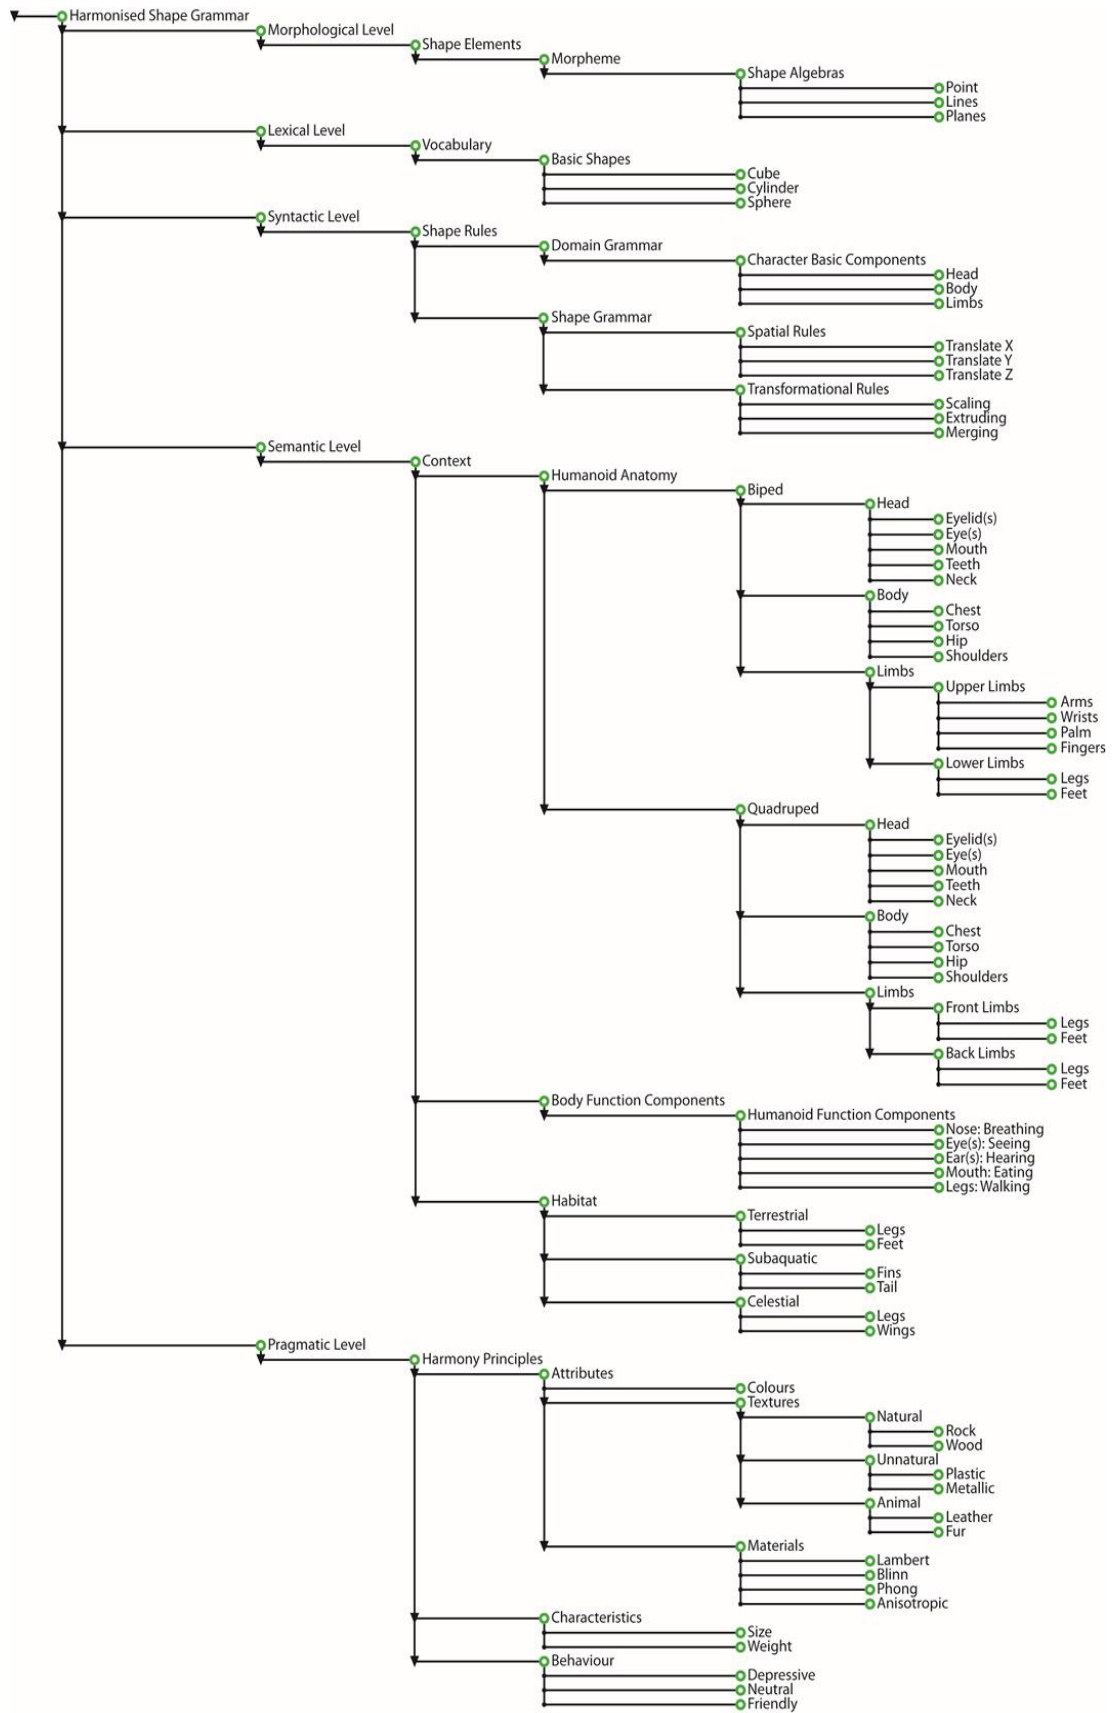 Harmonised Shape Grammar
Morphological Level
Shape Elements
Morpheme
Shape Algebras
Point
Lines
Planes
Lexical Level
Vocabulary
Basic Shapes
Cube
Cylinder
Sphere
Syntactic Level
Shape Rules
Domain Grammar
Character Basic Components
Head
Body
Limbs
Shape Grammar
Spatial Rules
Translate X
Translate Y
Translate Z
Transformational Rules
Scaling
Extruding
Merging
Semantic Level
Context
Humanoid Anatomy
Biped
Head
Eyelid(s)
Eye(s)
Mouth
Teeth
Neck
Body
Chest
Torso
Hip
Shoulders
Limbs
Upper Limbs
Arms
Wrists
Palm
Fingers
Lower Limbs
Legs
Feet
Quadruped
Head
Eyelid(s)
Eye(s)
Mouth
Teeth
Neck
Body
Chest
Torso
Hip
Shoulders
Limbs
Front Limbs
Legs
Feet
Back Limbs
Legs
Feet
Body Function Components
Humanoid Function Components
Nose: Breathing
Eye(s): Seeing
Ear(s): Hearing
Mouth: Eating
Legs: Walking
Habitat
Terrestrial
Legs
Feet
Subaquatic
Fins
Tail
Celestial
Legs
Wings
Pragmatic Level
Harmony Principles
Attributes
Colours
Textures
Natural
Rock
Wood
Unnatural
Plastic
Metallic
Animal
Leather
Fur
Materials
Lambert
Blinn
Phong
Anisotropic
Characteristics
Size
Weight
Behaviour
Depressive
Neutral
Friendly